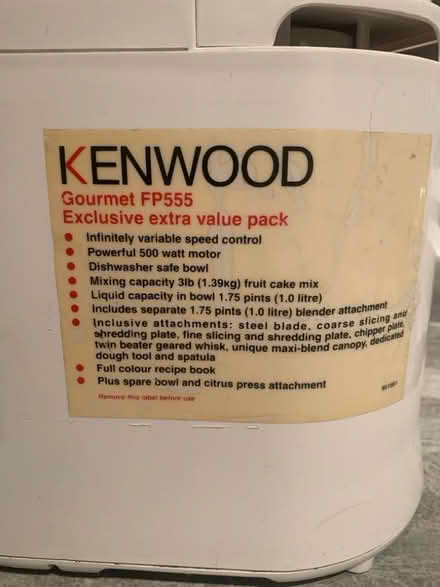 KENWOOD
Gourmet FP555
Exclusive extra value pack
• Infinitely variable speed control
• Powerful 500 watt motor
• Dishwasher safe bowl
• Mixing capacity 3lb (1.39kg) fruit cake mix
• Liquid capacity in bowl 1.75 pints (1.0 litre)
• Includes separate 1.75 pints (1.0 litre) blender attachment
• Inclusive attachments: steel blade, coarse slicing and
shredding plate, fine slicing and shredding plate, chipper plate,
twin beater geared whisk, unique maxi-blend canopy, dedicated
dough tool and spatula
• Full colour recipe book
• Plus spare bowl and citrus press attachment
Remove this label before use